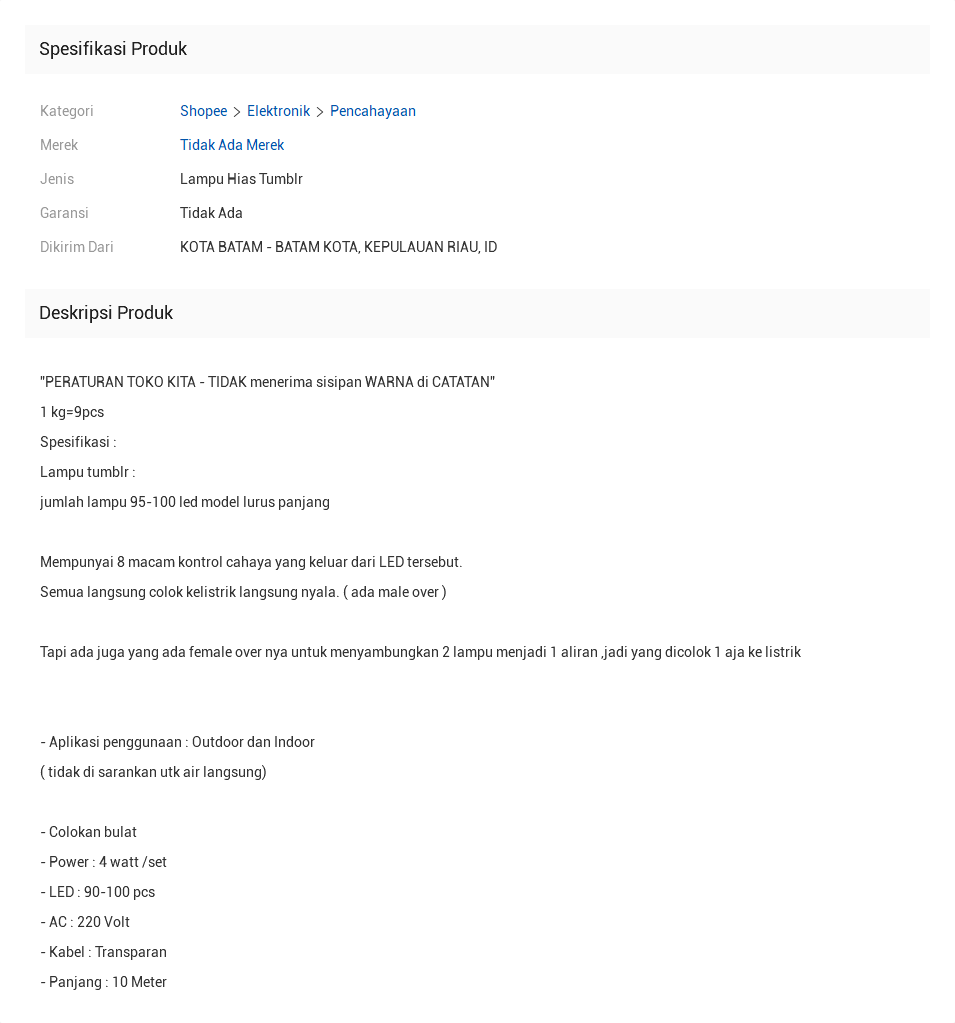 Spesifikasi Produk
Kategori Shopee > Elektronik > Pencahayaan
Merek Tidak Ada Merek
Jenis Lampu Hias Tumblr
Garansi Tidak Ada
Dikirim Dari KOTA BATAM - BATAM KOTA, KEPULAUAN RIAU, ID
Deskripsi Produk
"PERATURAN TOKO KITA - TIDAK menerima sisipan WARNA di CATATAN"
1 kg=9pcs
Spesifikasi :
Lampu tumblr :
jumlah lampu 95-100 led model lurus panjang
Mempunyai 8 macam kontrol cahaya yang keluar dari LED tersebut.
Semua langsung colok kelistrik langsung nyala. ( ada male over )
Tapi ada juga yang ada female over nya untuk menyambungkan 2 lampu menjadi 1 aliran ,jadi yang dicolok 1 aja ke listrik
- Aplikasi penggunaan : Outdoor dan Indoor
( tidak di sarankan utk air langsung)
- Colokan bulat
- Power : 4 watt /set
- LED : 90-100 pcs
- AC : 220 Volt
- Kabel : Transparan
- Panjang : 10 Meter